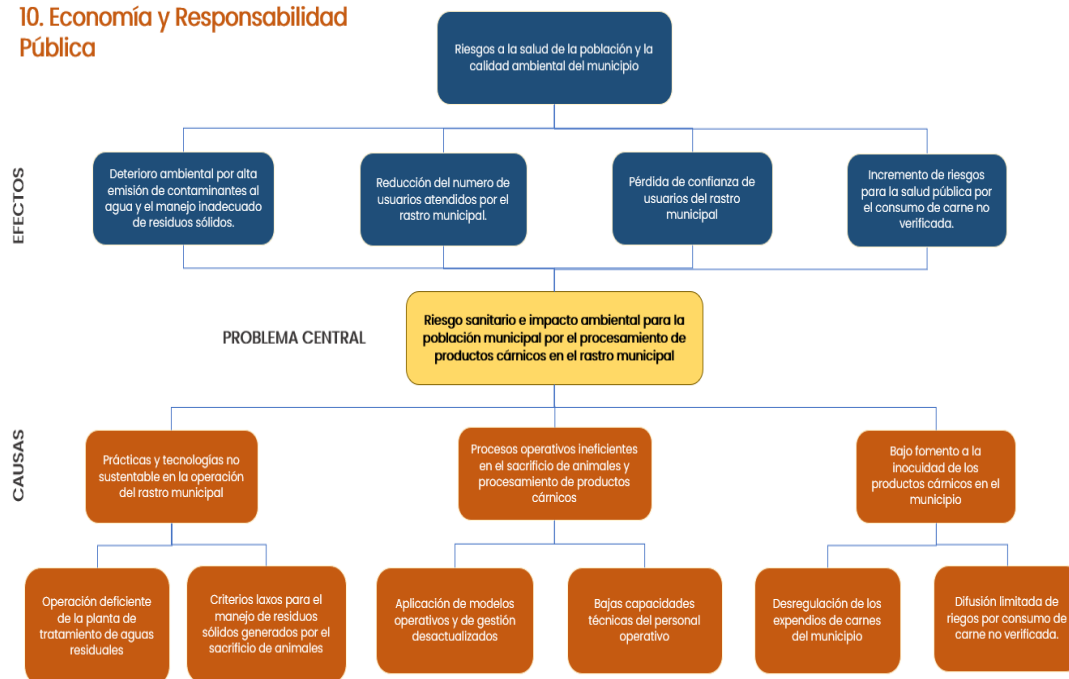 10. Economía y Responsabilidad
Pública
Riesgos a la salud de la población y la
calidad ambiental del municipio
EFECTOS
Deterioro ambiental por alta
emisión de contaminantes al
agua y el manejo inadecuado
de residuos sólidos.
Reducción del numero de
usuarios atendidos por el
rastro municipal.
Pérdida de confianza de
usuarios del rastro
municipal
Incremento de riesgos
para la salud pública por
el consumo de carne no
verificada.
PROBLEMA CENTRAL
Riesgo sanitario e impacto ambiental para la
población municipal por el procesamiento de
productos cárnicos en el rastro municipal
CAUSAS
Prácticas y tecnologías no
sustentable en la operación
del rastro municipal
Procesos operativos ineficientes
en el sacrificio de animales y
procesamiento de productos
cárnicos
Bajo fomento a la
inocuidad de los
productos cárnicos en el
municipio
Operación deficiente
de la planta de
tratamiento de aguas
residuales
Criterios laxos para el
manejo de residuos
sólidos generados por el
sacrificio de animales
Aplicación de modelos
operativos y de gestión
desactualizados
Bajas capacidades
técnicas del personal
operativo
Desregulación de los
expendios de carnes
del municipio
Difusión limitada de
riegos por consumo de
carne no verificada.